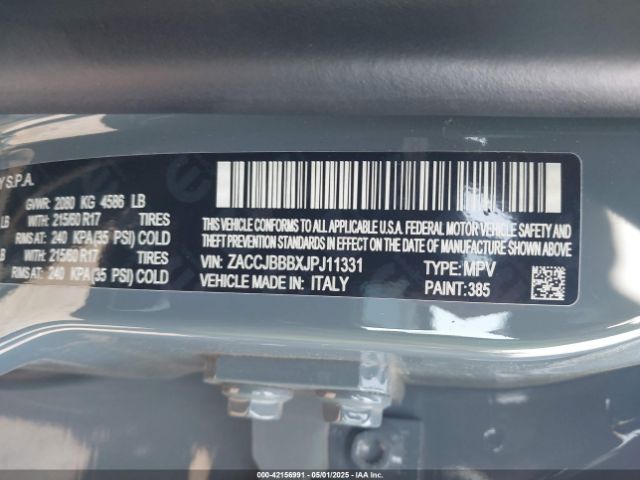 Y S.P.A.
GVWR: 2080 KG 4586 LB
LB WITH: 215/60 R17 TIRES
RIMS AT: 240 KPA(35 PSI) COLD
LB WITH: 215/60 R17 TIRES
RIMS AT: 240 KPA(35 PSI) COLD
THIS VEHICLE CONFORMS TO ALL APPLICABLE U.S.A. FEDERAL MOTOR VEHICLE SAFETY AND
THEFT PREVENTION STANDARDS IN EFFECT ON THE DATE OF MANUFACTURE SHOWN ABOVE.
VIN: ZACCJBBBXJPJ11331 TYPE: MPV
VEHICLE MADE IN: ITALY PAINT: 385
000-42156991 - 05/01/2025 - IAAI.COM